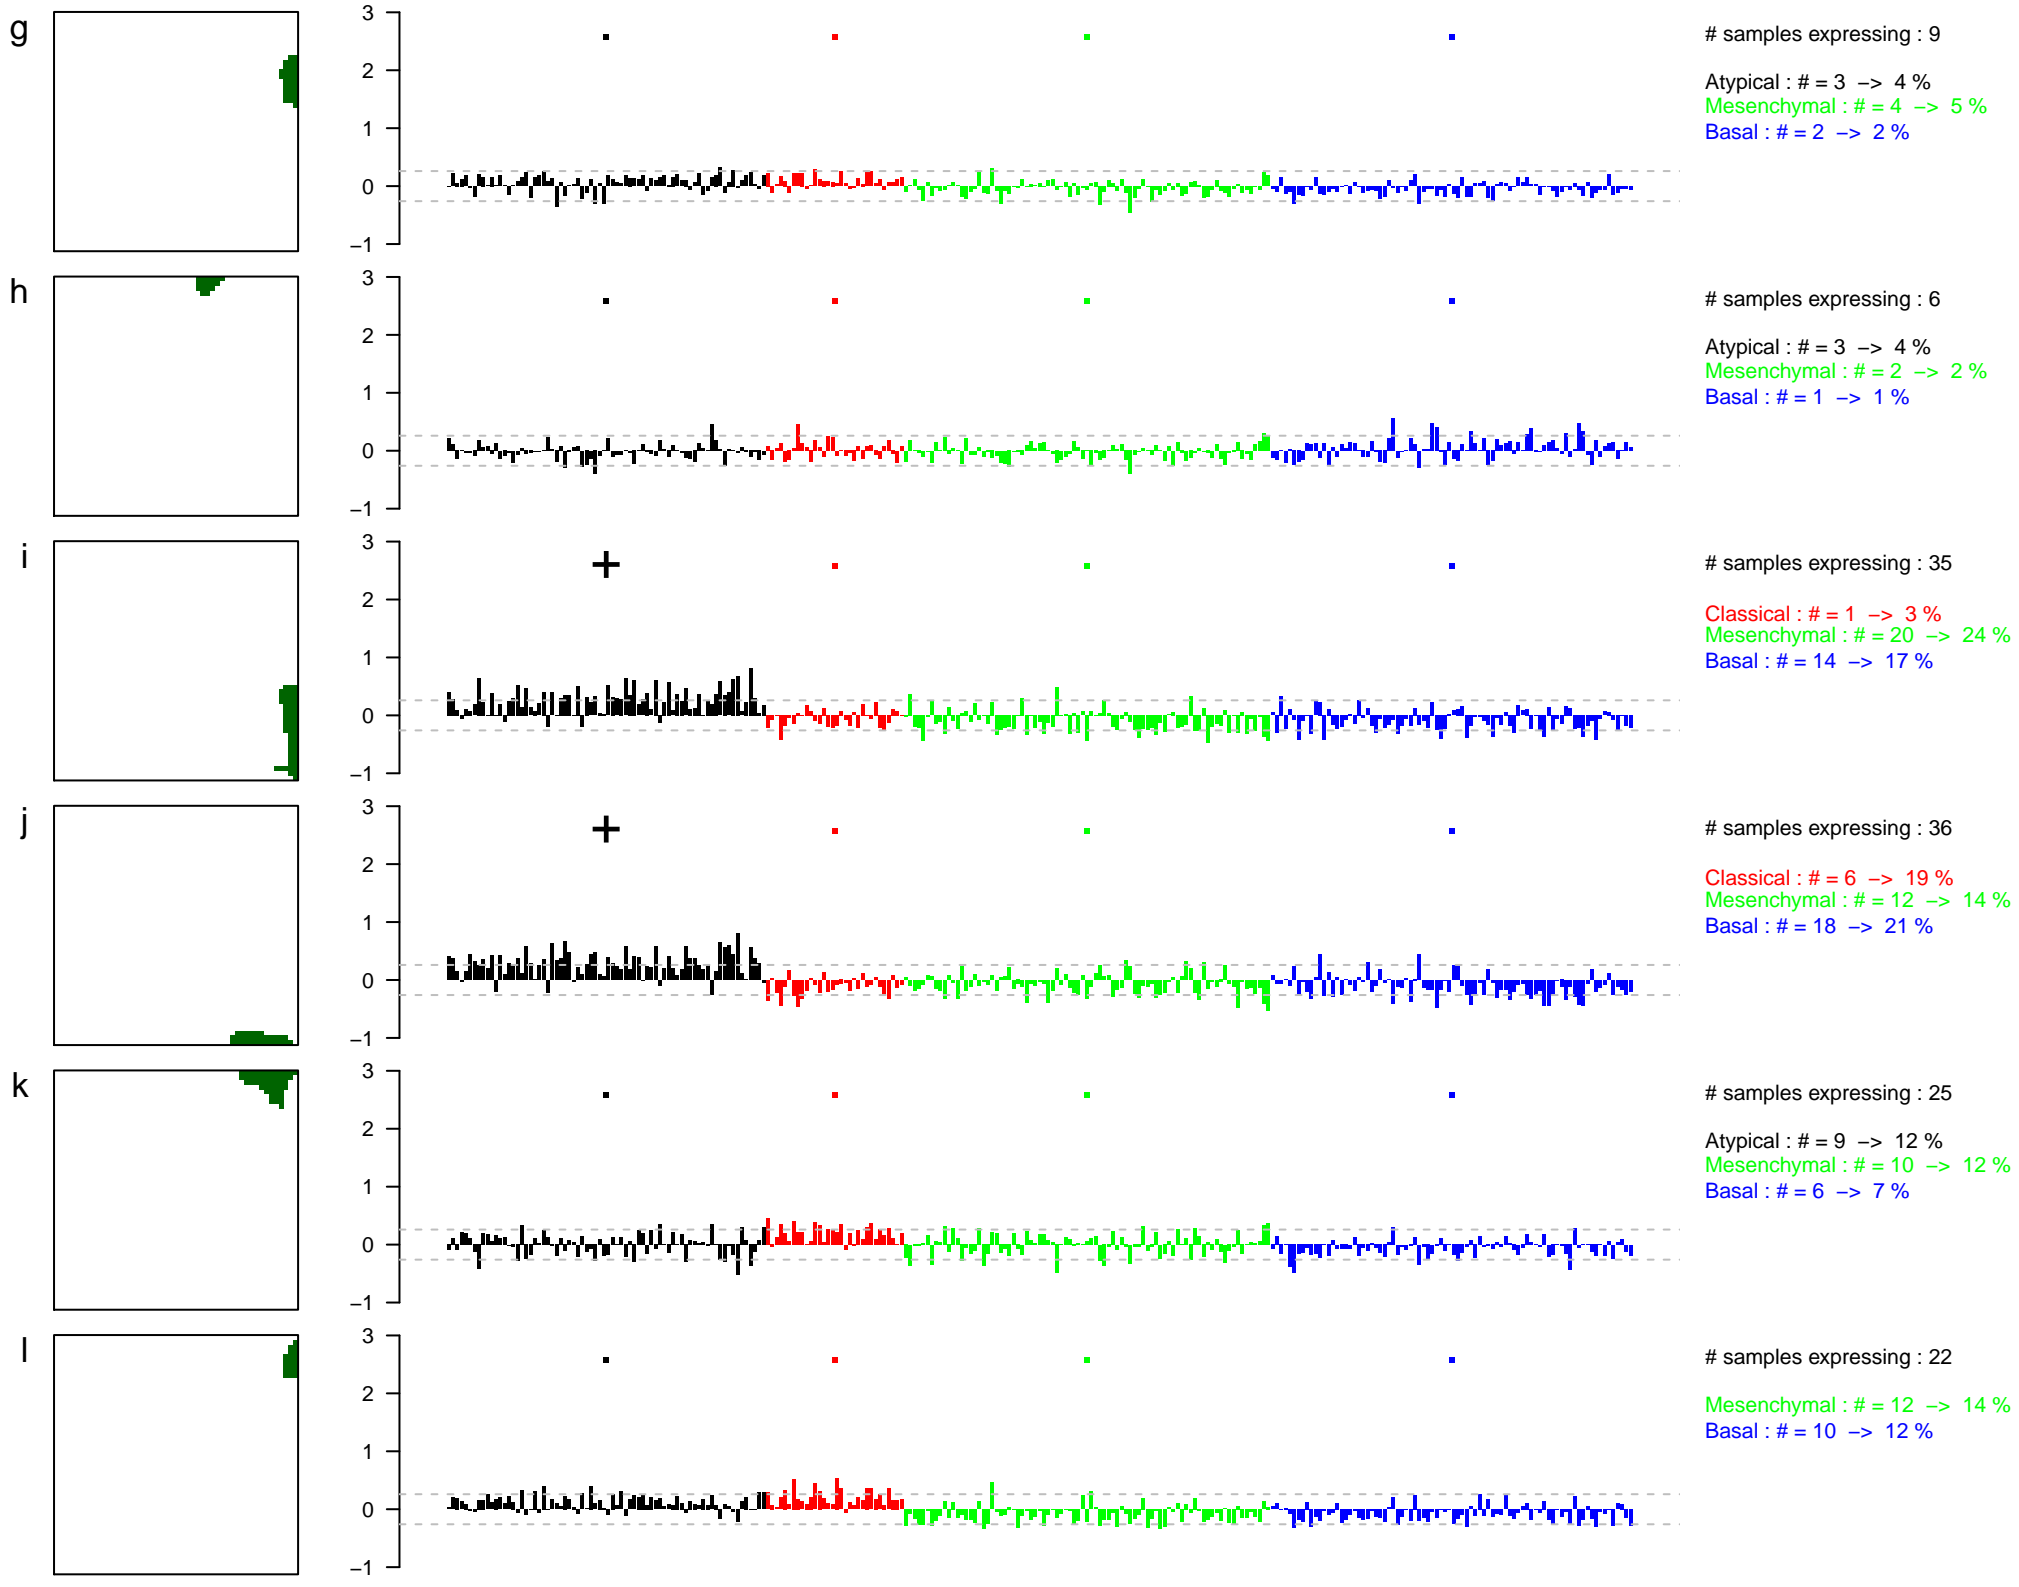 g
3
2
1
0
−1
# samples expressing : 9
Atypical : # = 3 −> 4 %
Mesenchymal : # = 4 −> 5 %
Basal : # = 2 −> 2 %
h
3
2
1
0
−1
# samples expressing : 6
Atypical : # = 3 −> 4 %
Mesenchymal : # = 2 −> 2 %
Basal : # = 1 −> 1 %
i
3
2
1
0
−1
+
# samples expressing : 35
Classical : # = 1 −> 3 %
Mesenchymal : # = 20 −> 24 %
Basal : # = 14 −> 17 %
j
3
2
1
0
−1
+
# samples expressing : 36
Classical : # = 6 −> 19 %
Mesenchymal : # = 12 −> 14 %
Basal : # = 18 −> 21 %
k
3
2
1
0
−1
# samples expressing : 25
Atypical : # = 9 −> 12 %
Mesenchymal : # = 10 −> 12 %
Basal : # = 6 −> 7 %
l
3
2
1
0
−1
# samples expressing : 22
Mesenchymal : # = 12 −> 14 %
Basal : # = 10 −> 12 %